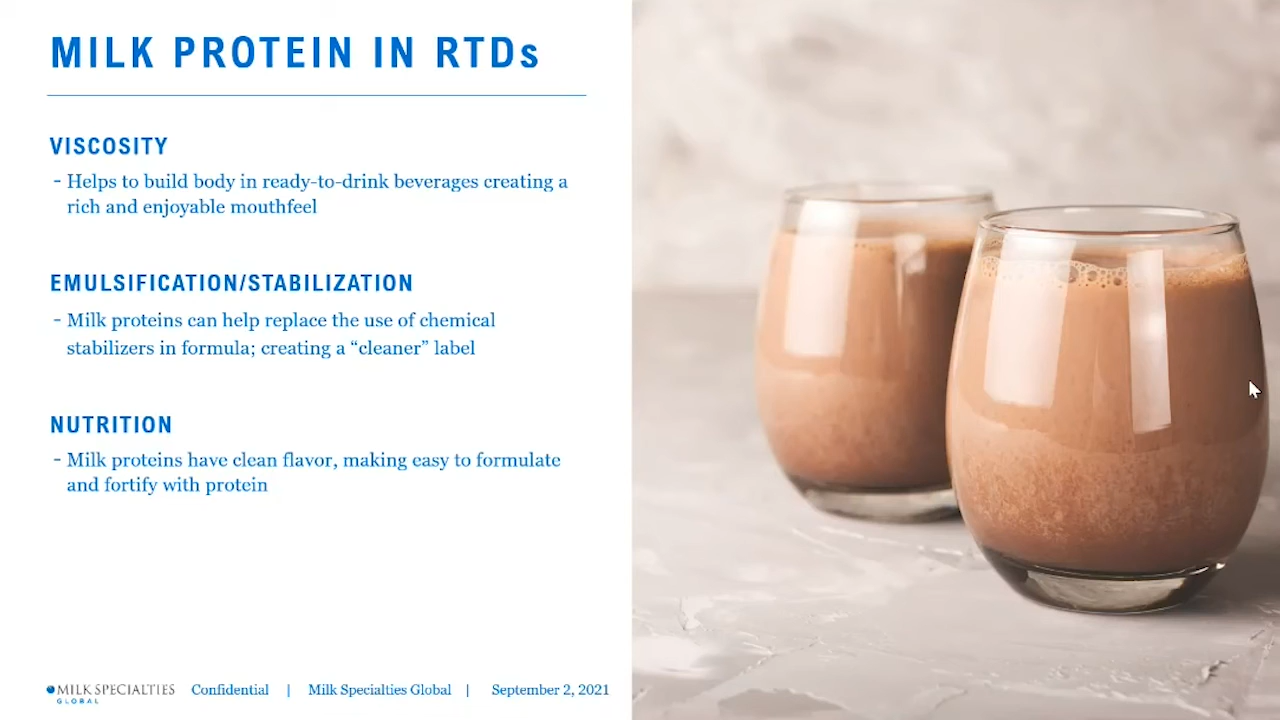 MILK PROTEIN IN RTDs
VISCOSITY
- Helps to build body in ready-to-drink beverages creating a
rich and enjoyable mouthfeel
EMULSIFICATION/STABILIZATION
- Milk proteins can help replace the use of chemical
stabilizers in formula; creating a “cleaner” label
NUTRITION
- Milk proteins have clean flavor, making easy to formulate
and fortify with protein
MILK SPECIALTIES
GLOBAL
Confidential | Milk Specialties Global | September 2, 2021